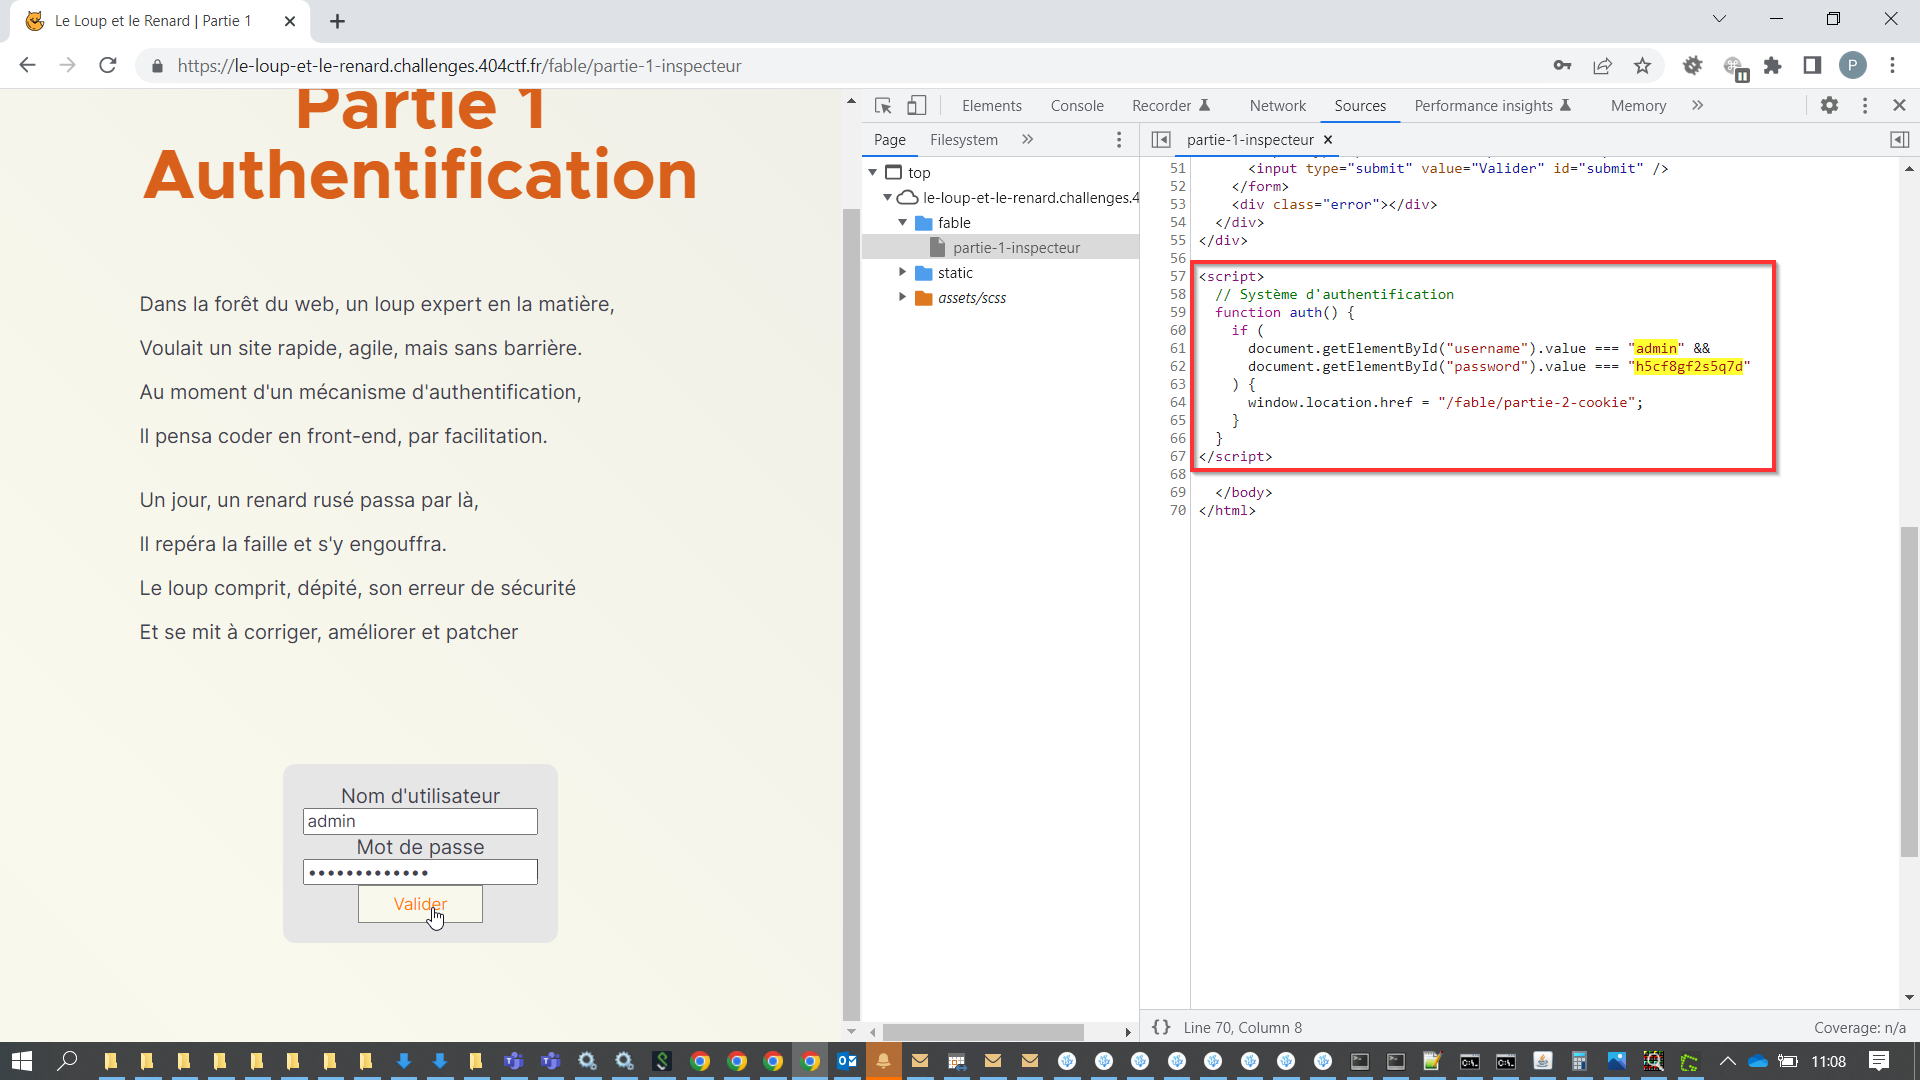 Le Loup et le Renard | Partie 1
https://le-loup-et-le-renard.challenges.404ctf.fr/fable/partie-1-inspecteur
P
Partie 1
Authentification
Dans la forêt du web, un loup expert en la matière,
Voulait un site rapide, agile, mais sans barrière.
Au moment d'un mécanisme d'authentification,
Il pensa coder en front-end, par facilitation.
Un jour, un renard rusé passa par là,
Il repéra la faille et s'y engouffra.
Le loup comprit, dépité, son erreur de sécurité
Et se mit à corriger, améliorer et patcher
Nom d'utilisateur
admin
Mot de passe
•••••••••••••
Valider
Elements Console Recorder Network Sources Performance insights Memory
Page Filesystem
top
le-loup-et-le-renard.challenges.4
fable
partie-1-inspecteur
static
assets/scss
partie-1-inspecteur
51 <input type="submit" value="Valider" id="submit" />
52 </form>
53 <div class="error"></div>
54 </div>
55 </div>
56
57 <script>
58 // Système d'authentification
59 function auth() {
60 if (
61 document.getElementById("username").value === "admin" &&
62 document.getElementById("password").value === "h5cf8gf2s5q7d"
63 ) {
64 window.location.href = "/fable/partie-2-cookie";
65 }
66 }
67 </script>
68
69 </body>
70 </html>
{} Line 70, Column 8
Coverage: n/a
11:08